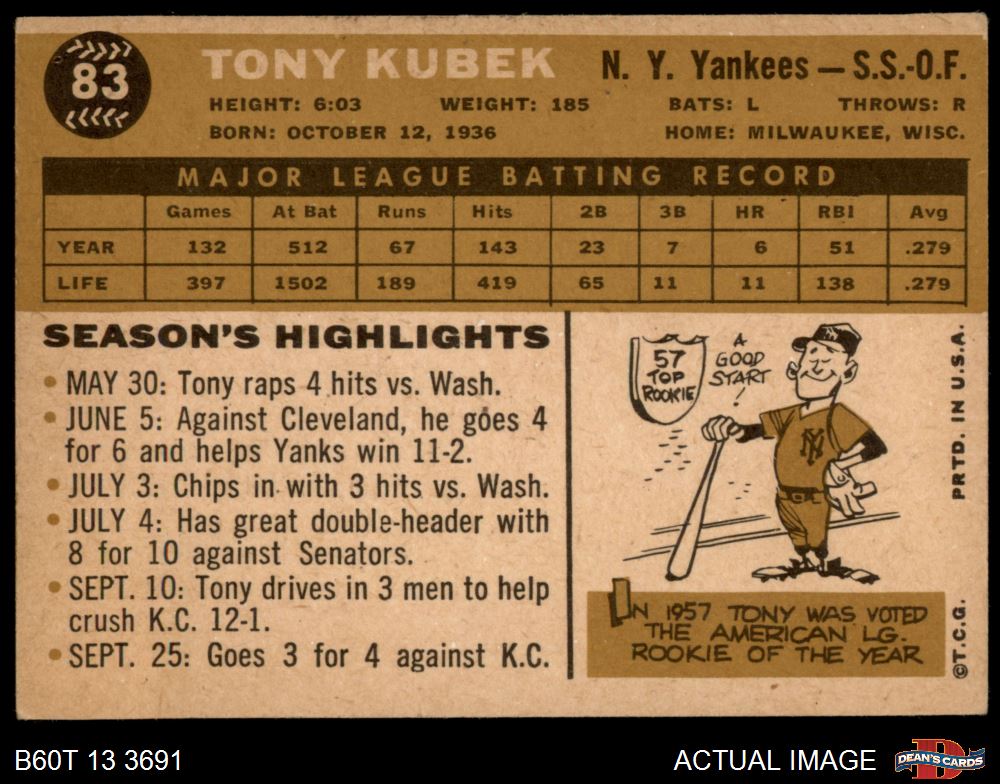 83
TONY KUBEK N. Y. Yankees — S.S.-O.F.
HEIGHT: 6:03 WEIGHT: 185 BATS: L THROWS: R
BORN: OCTOBER 12, 1936 HOME: MILWAUKEE, WISC.
MAJOR LEAGUE BATTING RECORD
Games At Bat Runs Hits 2B 3B HR RBI Avg
YEAR 132 512 67 143 23 7 6 51 .279
LIFE 397 1502 189 419 65 11 11 138 .279
SEASON'S HIGHLIGHTS
• MAY 30: Tony raps 4 hits vs. Wash.
• JUNE 5: Against Cleveland, he goes 4
for 6 and helps Yanks win 11-2.
• JULY 3: Chips in with 3 hits vs. Wash.
• JULY 4: Has great double-header with
8 for 10 against Senators.
• SEPT. 10: Tony drives in 3 men to help
crush K.C. 12-1.
• SEPT. 25: Goes 3 for 4 against K.C.
57
TOP
ROOKIE
A
GOOD
START
!
NY
IN 1957 TONY WAS VOTED
THE AMERICAN LG.
ROOKIE OF THE YEAR
©T.C.G. PRTD. IN U.S.A.
B60T 13 3691 ACTUAL IMAGE
D
DEAN'S CARDS